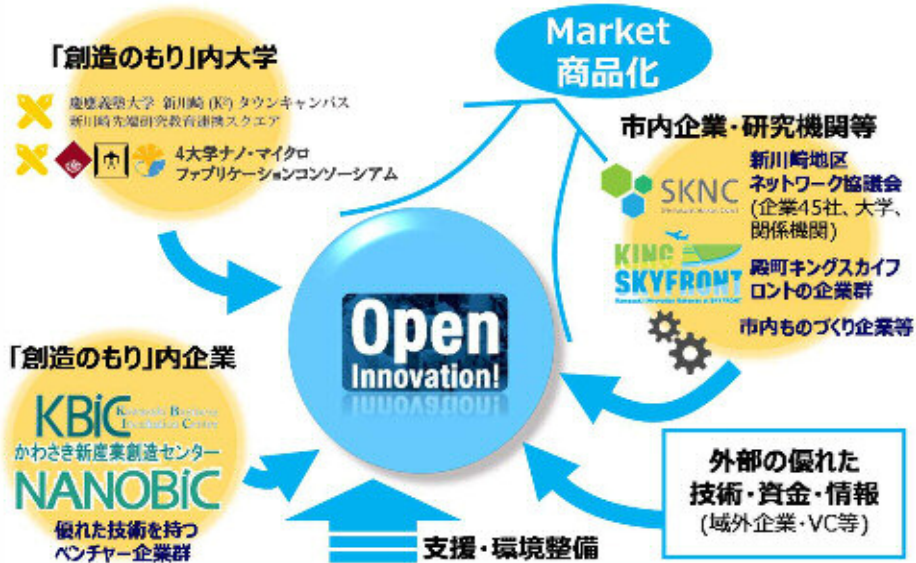 Market
商品化
「創造のもり」内大学
慶應義塾大学 新川崎 (K²) タウンキャンパス
新川崎先端研究教育連携スクエア
4大学ナノ・マイクロ
ファブリケーションコンソーシアム
市内企業・研究機関等
SKNC
新川崎地区
ネットワーク協議会
(企業45社、大学、
関係機関)
KING
SKYFRONT
殿町キングスカイフ
ロントの企業群
市内ものづくり企業等
Open
Innovation!
「創造のもり」内企業
KBiC
Kawasaki Business
Incubation Center
かわさき新産業創造センター
NANOBiC
優れた技術を持つ
ベンチャー企業群
支援・環境整備
外部の優れた
技術・資金・情報
(域外企業・VC等)